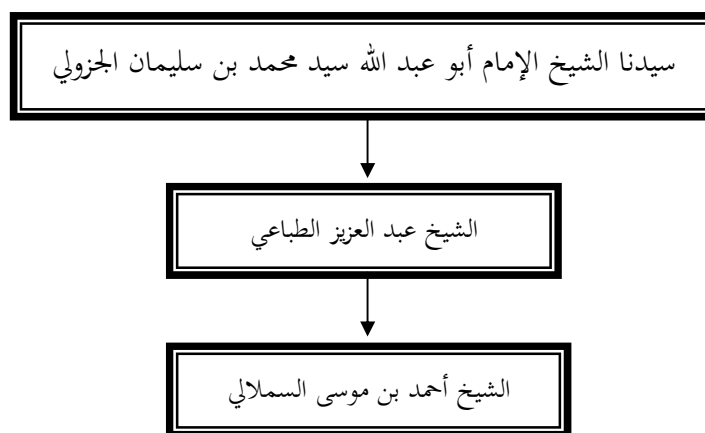 سيدنا الشيخ الإمام أبو عبد الله سيد محمد بن سليمان الجزولي
الشيخ عبد العزيز الطباعي
الشيخ أحمد بن موسى السملالي